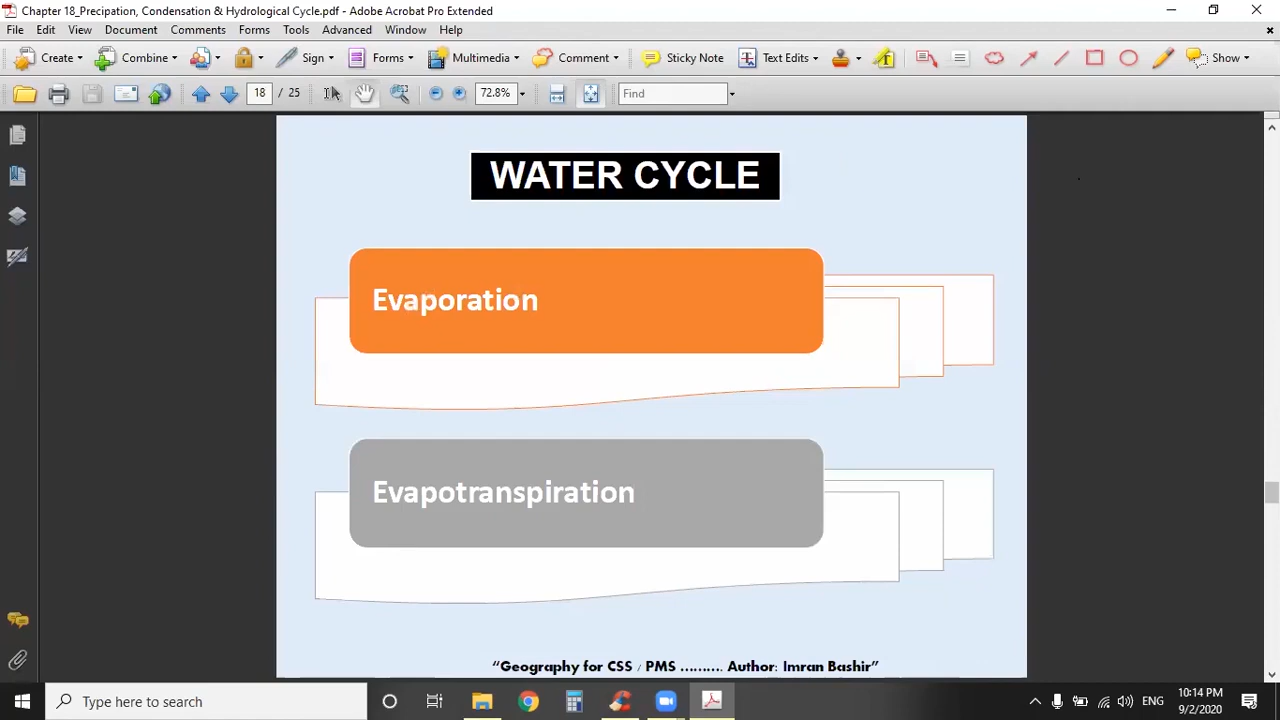 Chapter 18_Precipation, Condensation & Hydrological Cycle.pdf - Adobe Acrobat Pro Extended
File Edit View Document Comments Forms Tools Advanced Window Help
Create Combine Sign Forms Multimedia Comment Sticky Note Text Edits Show
18 / 25 72.8% Find
WATER CYCLE
Evaporation
Evapotranspiration
“Geography for CSS / PMS ......... Author: Imran Bashir”
Type here to search
ENG
10:14 PM
9/2/2020